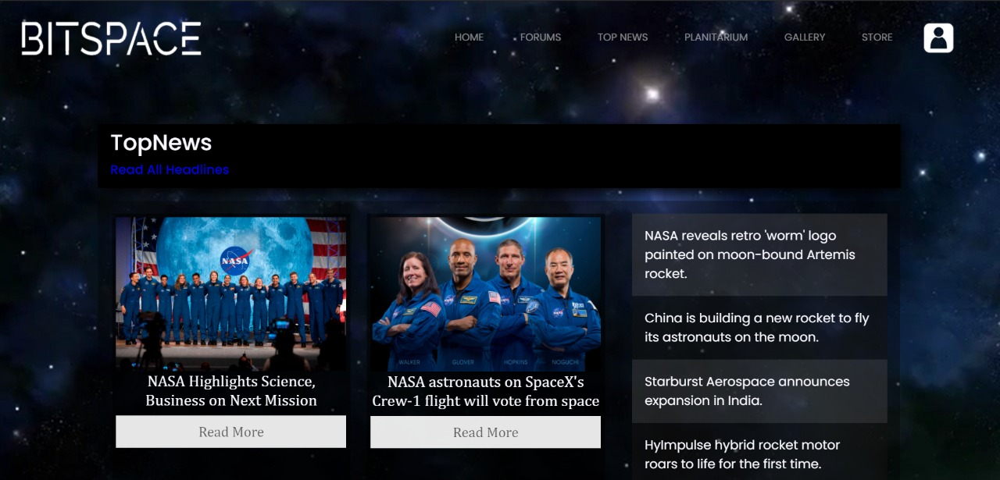 BITSPACE
HOME
FORUMS
TOP NEWS
PLANITARIUM
GALLERY
STORE
TopNews
Read All Headlines
NASA
WALKER
GLOVER
HOPKINS
NOGUCHI
NASA Highlights Science,
Business on Next Mission
Read More
NASA astronauts on SpaceX's
Crew-1 flight will vote from space
Read More
NASA reveals retro 'worm' logo
painted on moon-bound Artemis
rocket.
China is building a new rocket to fly
its astronauts on the moon.
Starburst Aerospace announces
expansion in India.
HyImpulse hybrid rocket motor
roars to life for the first time.